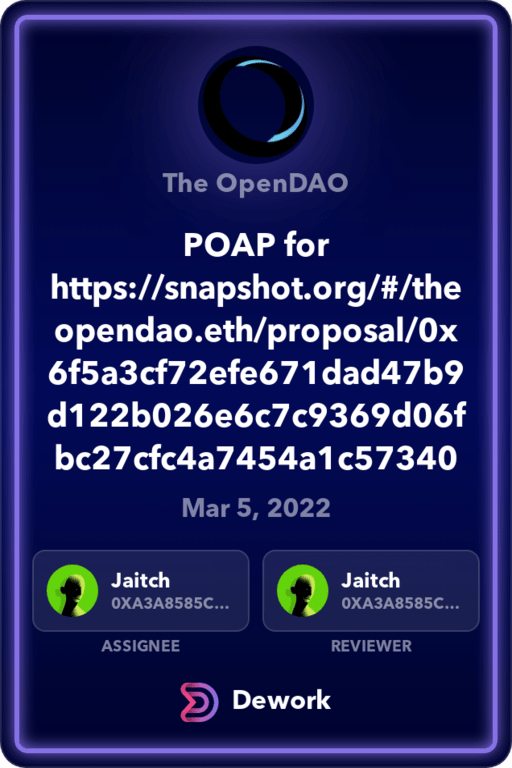 The OpenDAO
POAP for
https://snapshot.org/#/the
opendao.eth/proposal/0x
6f5a3cf72efe671dad47b9
d122b026e6c7c9369d06f
bc27cfc4a7454a1c57340
Mar 5, 2022
Jaitch
0XA3A8585C...
ASSIGNEE
Jaitch
0XA3A8585C...
REVIEWER
Dework